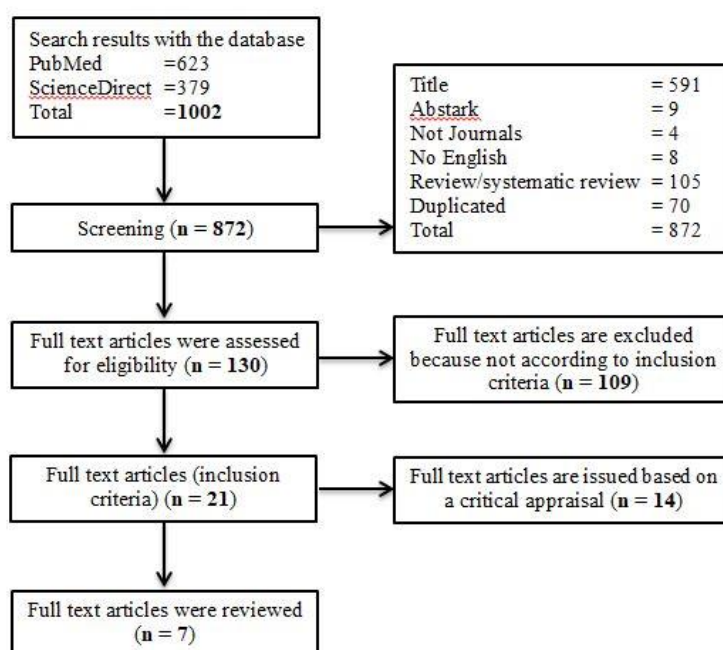 Search results with the database
PubMed =623
ScienceDirect =379
Total =1002
Title = 591
Abstark = 9
Not Journals = 4
No English = 8
Review/systematic review = 105
Duplicated = 70
Total = 872
Screening (n = 872)
Full text articles were assessed
for eligibility (n = 130)
Full text articles are excluded
because not according to inclusion
criteria (n = 109)
Full text articles (inclusion
criteria) (n = 21)
Full text articles are issued based on
a critical appraisal (n = 14)
Full text articles were reviewed
(n = 7)